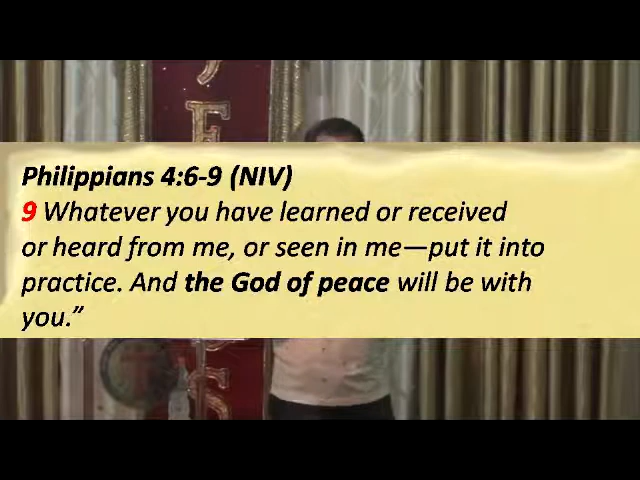 J
E
Philippians 4:6-9 (NIV)
9 Whatever you have learned or received
or heard from me, or seen in me—put it into
practice. And the God of peace will be with
you.”
S